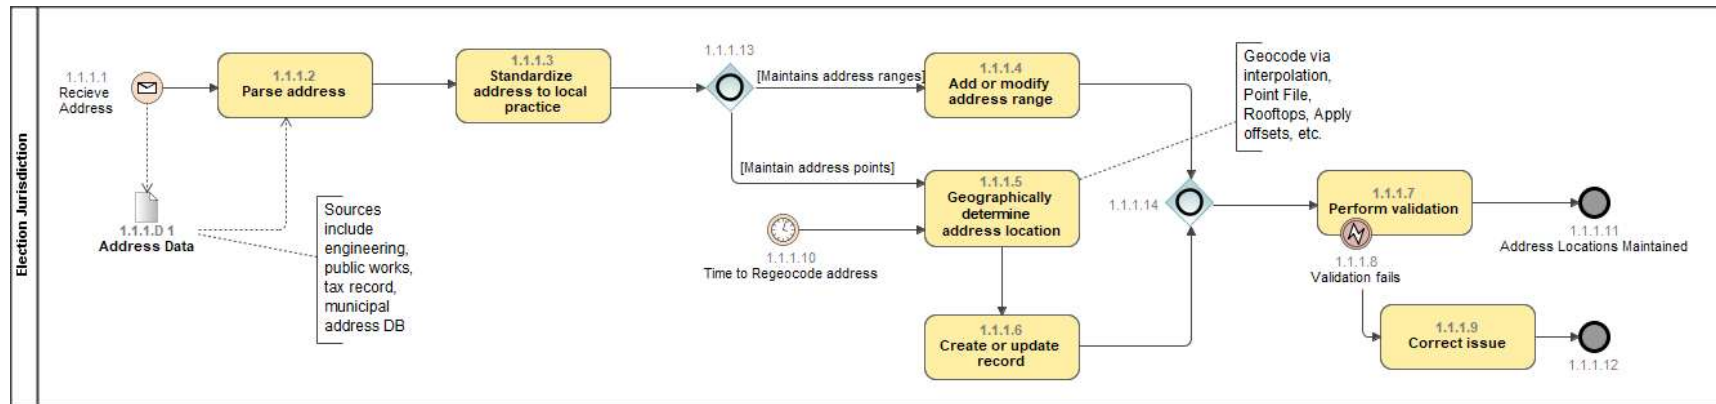 Election Jurisdiction
1.1.1.1
Recieve
Address
1.1.1.2
Parse address
1.1.1.3
Standardize
address to local
practice
1.1.1.13
[Maintains address ranges]
1.1.1.4
Add or modify
address range
Geocode via
interpolation,
Point File,
Rooftops, Apply
offsets, etc.
[Maintain address points]
1.1.1.5
Geographically
determine
address location
1.1.1.14
1.1.1.7
Perform validation
1.1.1.11
Address Locations Maintained
1.1.1.D 1
Address Data
Sources
include
engineering,
public works,
tax record,
municipal
address DB
1.1.1.10
Time to Regeocode address
1.1.1.8
Validation fails
1.1.1.6
Create or update
record
1.1.1.9
Correct issue
1.1.1.12